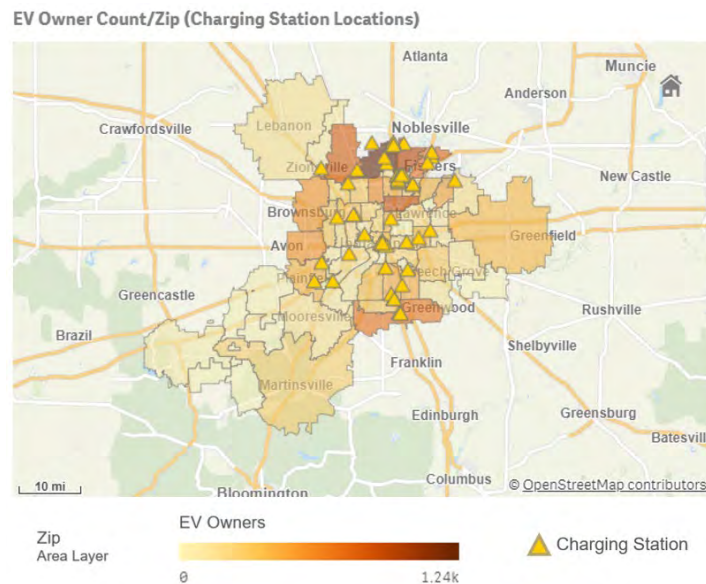 EV Owner Count/Zip (Charging Station Locations)
Atlanta
Muncie
Anderson
Lebanon
Crawfordsville
Noblesville
Zionsville
Fishers
New Castle
Brownsburg
Lawrence
Greenfield
Avon
Plainfield
Beech Grove
Greencastle
Mooresville
Greenwood
Rushville
Brazil
Shelbyville
Franklin
Martinsville
Edinburgh
Greensburg
Batesvill
Columbus
10 mi
Bloomington
© OpenStreetMap contributors
Zip
Area Layer
EV Owners
0
1.24k
Charging Station